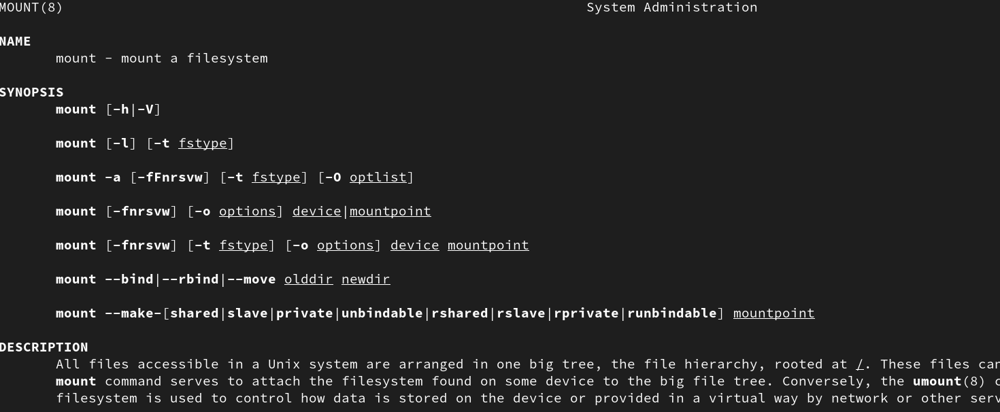 MOUNT(8) System Administration
NAME
mount - mount a filesystem
SYNOPSIS
mount [-h|-V]
mount [-l] [-t fstype]
mount -a [-fFnrsvw] [-t fstype] [-O optlist]
mount [-fnrsvw] [-o options] device|mountpoint
mount [-fnrsvw] [-t fstype] [-o options] device mountpoint
mount --bind|--rbind|--move olddir newdir
mount --make-[shared|slave|private|unbindable|rshared|rslave|rprivate|runbindable] mountpoint
DESCRIPTION
All files accessible in a Unix system are arranged in one big tree, the file hierarchy, rooted at /. These files can
mount command serves to attach the filesystem found on some device to the big file tree. Conversely, the umount(8) c
filesystem is used to control how data is stored on the device or provided in a virtual way by network or other serv